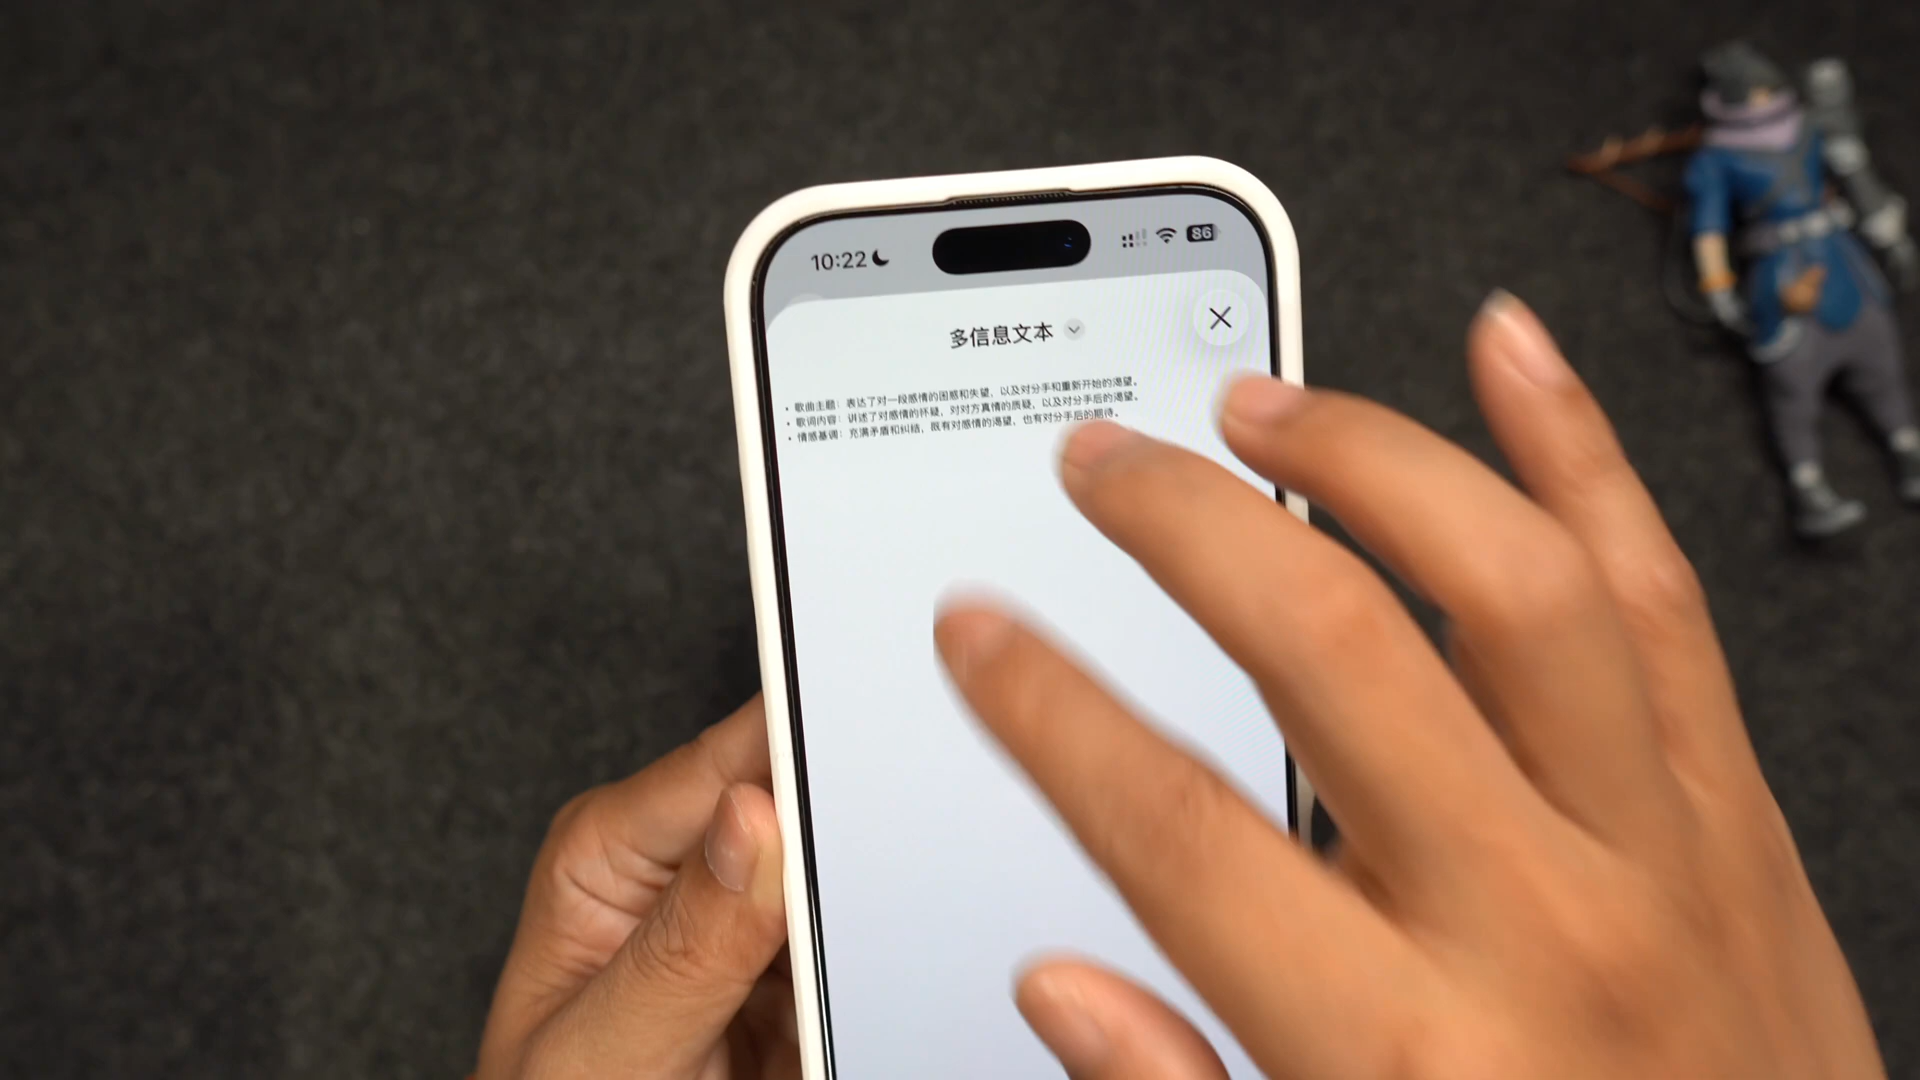 10:22
86
多信息文本
• 歌曲主题：表达了对一段感情的困惑和失望，以及对分手和重新开始的渴望。
• 歌词内容：讲述了对感情的怀疑，对对方真情的质疑，以及对分手后的渴望。
• 情感基调：充满矛盾和纠结，既有对感情的渴望，也有对分手后的期待。